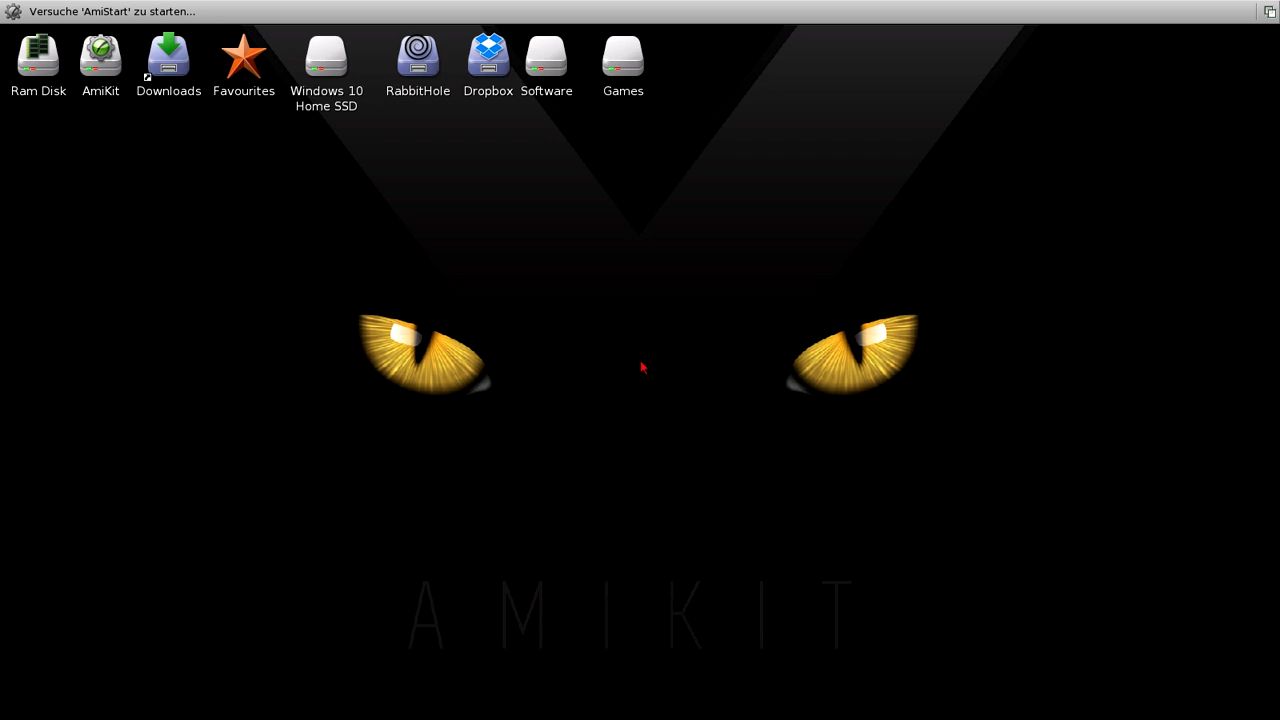 Versuche 'AmiStart' zu starten...
Ram Disk
AmiKit
Downloads
Favourites
Windows 10
Home SSD
RabbitHole
Dropbox
Software
Games
AMIKIT